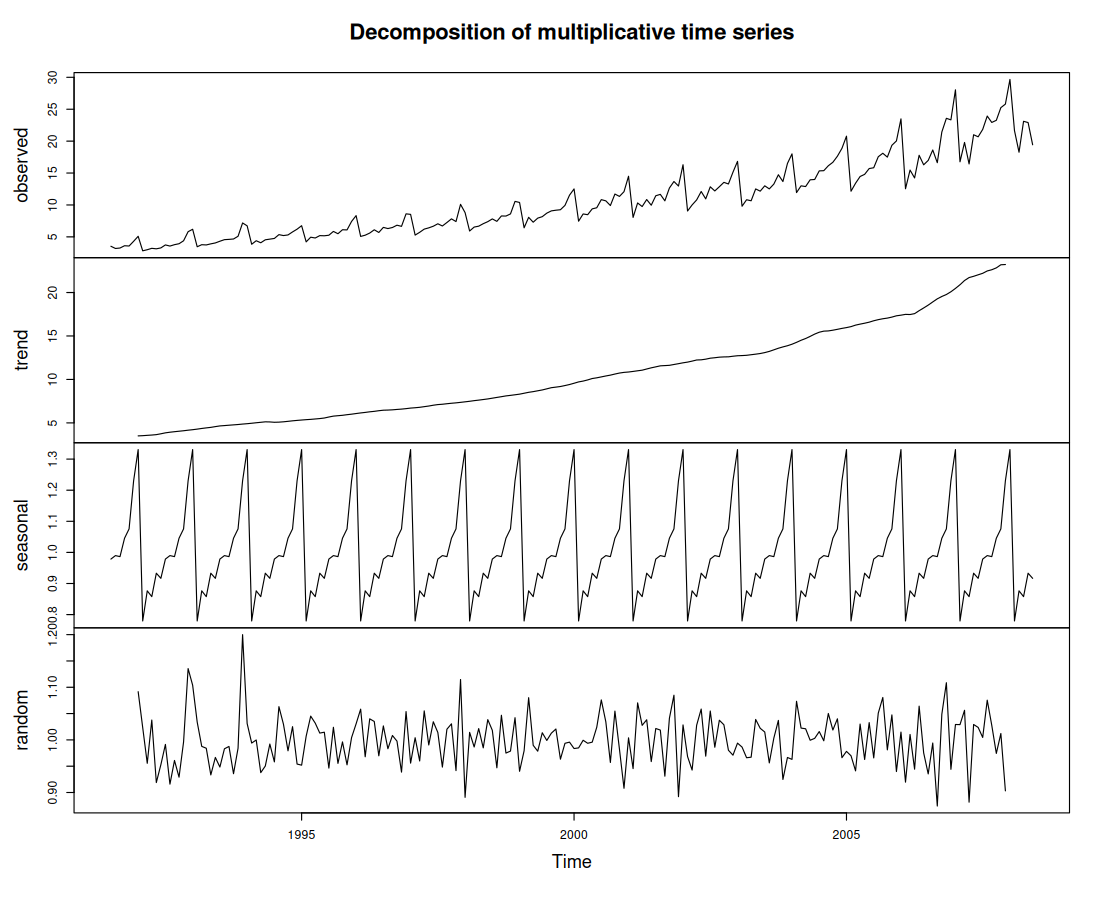 Decomposition of multiplicative time series
observed
5 10 15 20 25 30
trend
5 10 15 20
seasonal
0.8 0.9 1.0 1.1 1.2 1.3
random
0.90 1.00 1.10 1.20
1995 2000 2005
Time